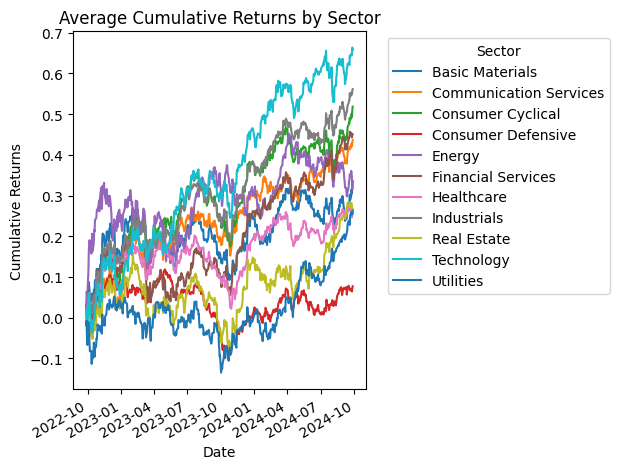 Average Cumulative Returns by Sector
Cumulative Returns
0.7
0.6
0.5
0.4
0.3
0.2
0.1
0.0
−0.1
2022-10
2023-01
2023-04
2023-07
2023-10
2024-01
2024-04
2024-07
2024-10
Date
Sector
Basic Materials
Communication Services
Consumer Cyclical
Consumer Defensive
Energy
Financial Services
Healthcare
Industrials
Real Estate
Technology
Utilities